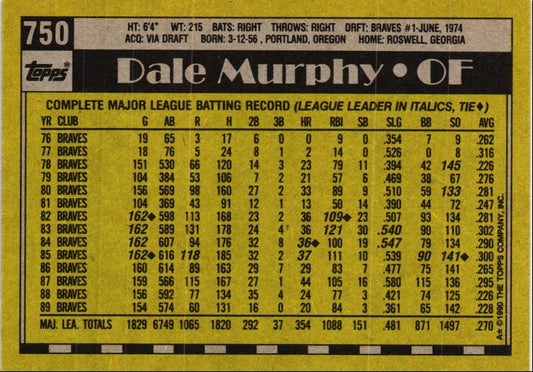 750
HT: 6'4" WT: 215 BATS: RIGHT THROWS: RIGHT DRFT: BRAVES #1-JUNE, 1974
ACQ: VIA DRAFT BORN: 3-12-56, PORTLAND, OREGON HOME: ROSWELL, GEORGIA
Topps Dale Murphy • OF
COMPLETE MAJOR LEAGUE BATTING RECORD (LEAGUE LEADER IN ITALICS, TIE♦)
YR CLUB G AB R H 2B 3B HR RBI SB SLG BB SO AVG
76 BRAVES 19 65 3 17 6 0 0 9 0 .354 7 9 .262
77 BRAVES 18 76 5 24 8 1 2 14 0 .526 0 8 .316
78 BRAVES 151 530 66 120 14 3 23 79 11 .394 42 145 .226
79 BRAVES 104 384 53 106 7 2 21 57 6 .469 38 67 .276
80 BRAVES 156 569 98 160 27 2 33 89 9 .510 59 133 .281
81 BRAVES 104 369 43 91 12 1 13 50 14 .390 44 72 .247
82 BRAVES 162♦ 598 113 168 23 2 36 109♦ 23 .507 93 134 .281
83 BRAVES 162 589 131 178 24 4 36 121 30 .540 90 110 .302
84 BRAVES 162 607 94 176 32 8 36♦ 100 19 .547 79 134 .290
85 BRAVES 162♦ 616 118 185 32 2 37 111 10 .539 90 141♦ .300
86 BRAVES 160 614 89 163 29 7 29 83 7 .477 75 141 .265
87 BRAVES 159 566 115 167 27 1 44 105 16 .580 115 136 .295
88 BRAVES 156 592 77 134 35 4 24 77 3 .421 74 125 .226
89 BRAVES 154 574 60 131 16 0 20 84 3 .361 65 142 .228
MAJ. LEA. TOTALS 1829 6749 1065 1820 292 37 354 1088 151 .481 871 1497 .270
A★ ©1990 THE TOPPS COMPANY, INC.